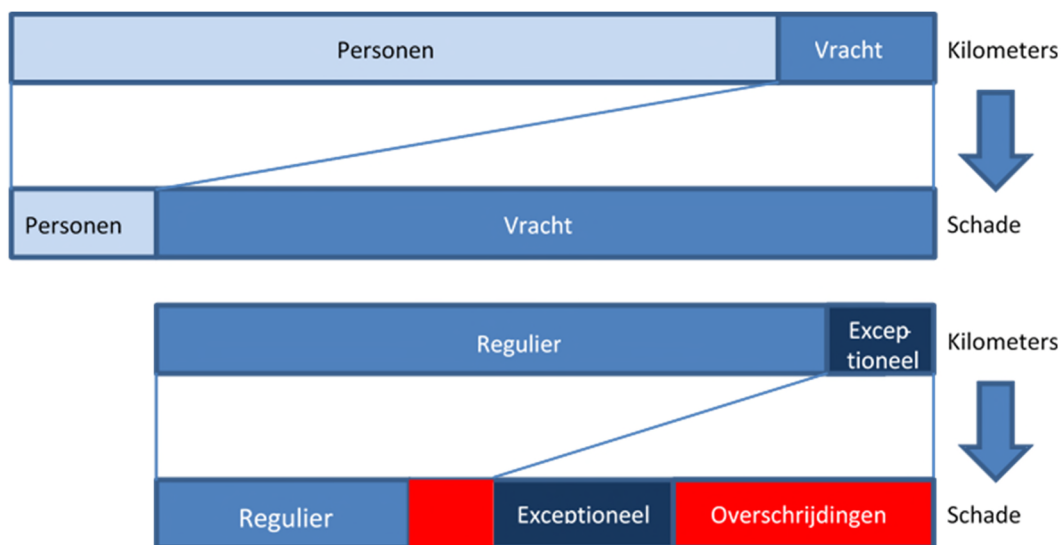 Personen
Vracht
Kilometers
Personen
Vracht
Schade
Regulier
Excep-
tioneel
Kilometers
Regulier
Exceptioneel
Overschrijdingen
Schade